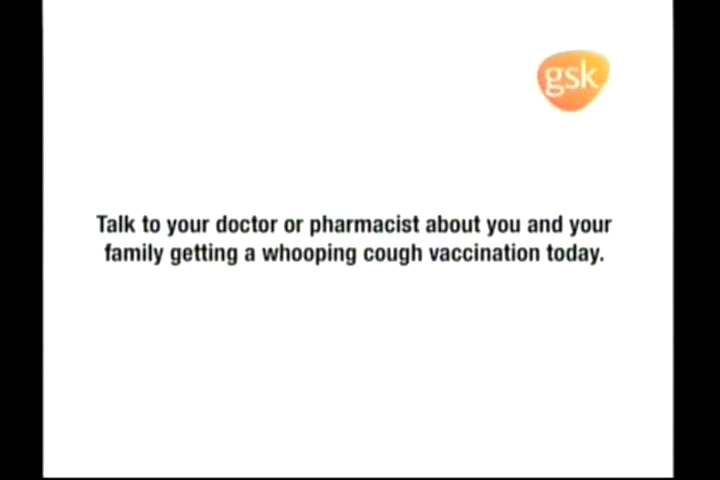 gsk
Talk to your doctor or pharmacist about you and your
family getting a whooping cough vaccination today.